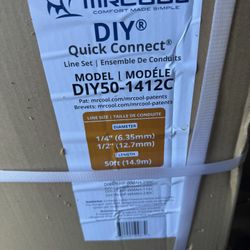 MRCOOL
COMFORT MADE SIMPLE
DIY®
Quick Connect®
Line Set | Ensemble De Conduits
MODEL | MODÈLE
DIY50-1412C
Pat: mrcool.com/mrcool-patents
Brevets: mrcool.com/mrcool-patents
LINE SIZE | TAILLE DE CONDUITE
DIAMETER
1/4" (6.35mm)
1/2" (12.7mm)
LENGTH
50ft (14.9m)